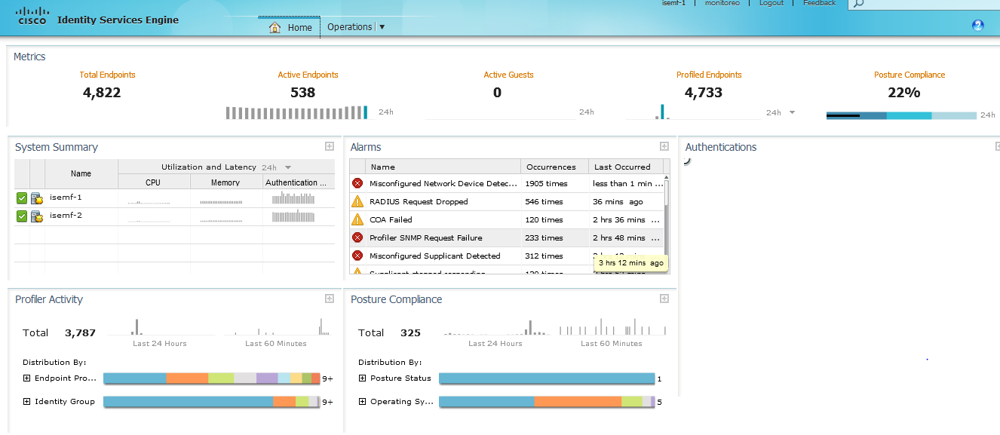 isemf-1 | monitoreo | Logout | Feedback
CISCO Identity Services Engine
Home Operations
Metrics
Total Endpoints Active Endpoints Active Guests Profiled Endpoints Posture Compliance
4,822 538 0 4,733 22%
24h 24h 24h 24h
System Summary
Name Utilization and Latency 24h
CPU Memory Authentication ...
isemf-1
isemf-2
Alarms
Name Occurrences Last Occurred
Misconfigured Network Device Detec... 1905 times less than 1 min ...
RADIUS Request Dropped 546 times 36 mins ago
COA Failed 120 times 2 hrs 36 mins ...
Profiler SNMP Request Failure 233 times 2 hrs 48 mins ...
Misconfigured Supplicant Detected 312 times
3 hrs 12 mins ago
Supplicant stopped responding
Authentications
Profiler Activity
Total 3,787
Last 24 Hours Last 60 Minutes
Distribution By:
Endpoint Pro... 9+
Identity Group 9+
Posture Compliance
Total 325
Last 24 Hours Last 60 Minutes
Distribution By:
Posture Status 1
Operating Sy... 5